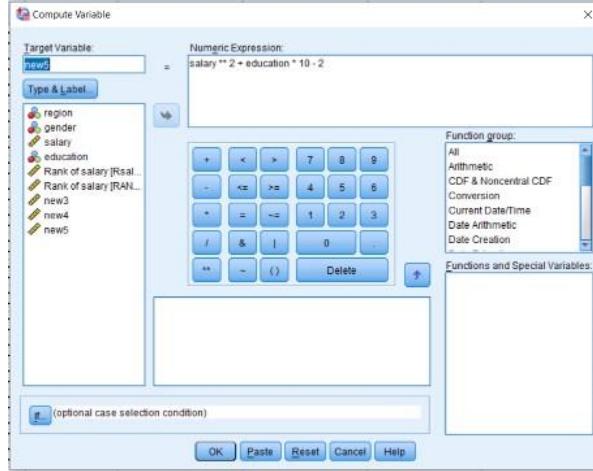 Compute Variable
Target Variable:
new5
=
Numeric Expression:
salary ** 2 + education * 10 - 2
Type & Label...
region
gender
salary
education
Rank of salary [Rsal...
Rank of salary [RAN...
new3
new4
new5
+ < > 7 8 9
- <= >= 4 5 6
* = ~= 1 2 3
/ & | 0 .
** ~ ( ) Delete
Function group:
All
Arithmetic
CDF & Noncentral CDF
Conversion
Current Date/Time
Date Arithmetic
Date Creation
Functions and Special Variables:
If... (optional case selection condition)
OK Paste Reset Cancel Help